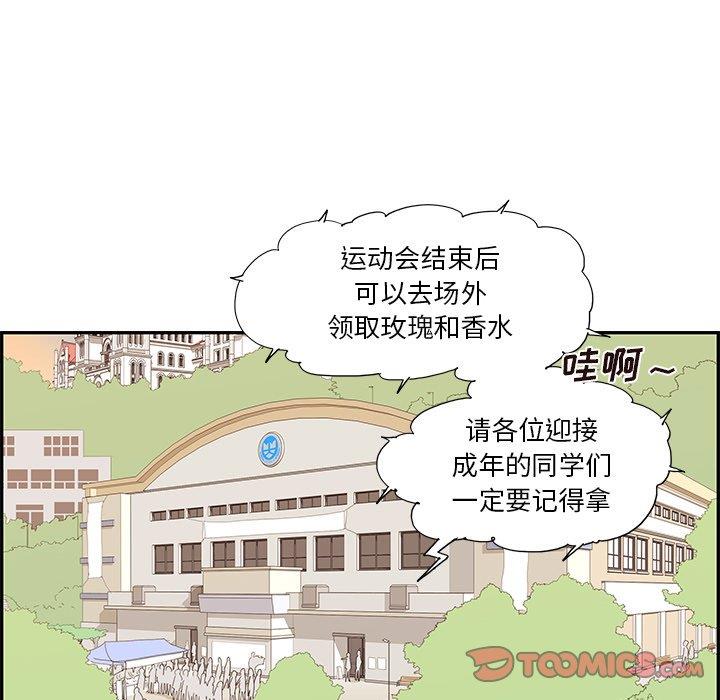 运动会结束后
可以去场外
领取玫瑰和香水
哇啊～
请各位迎接
成年的同学们
一定要记得拿
TOOMICS.COM